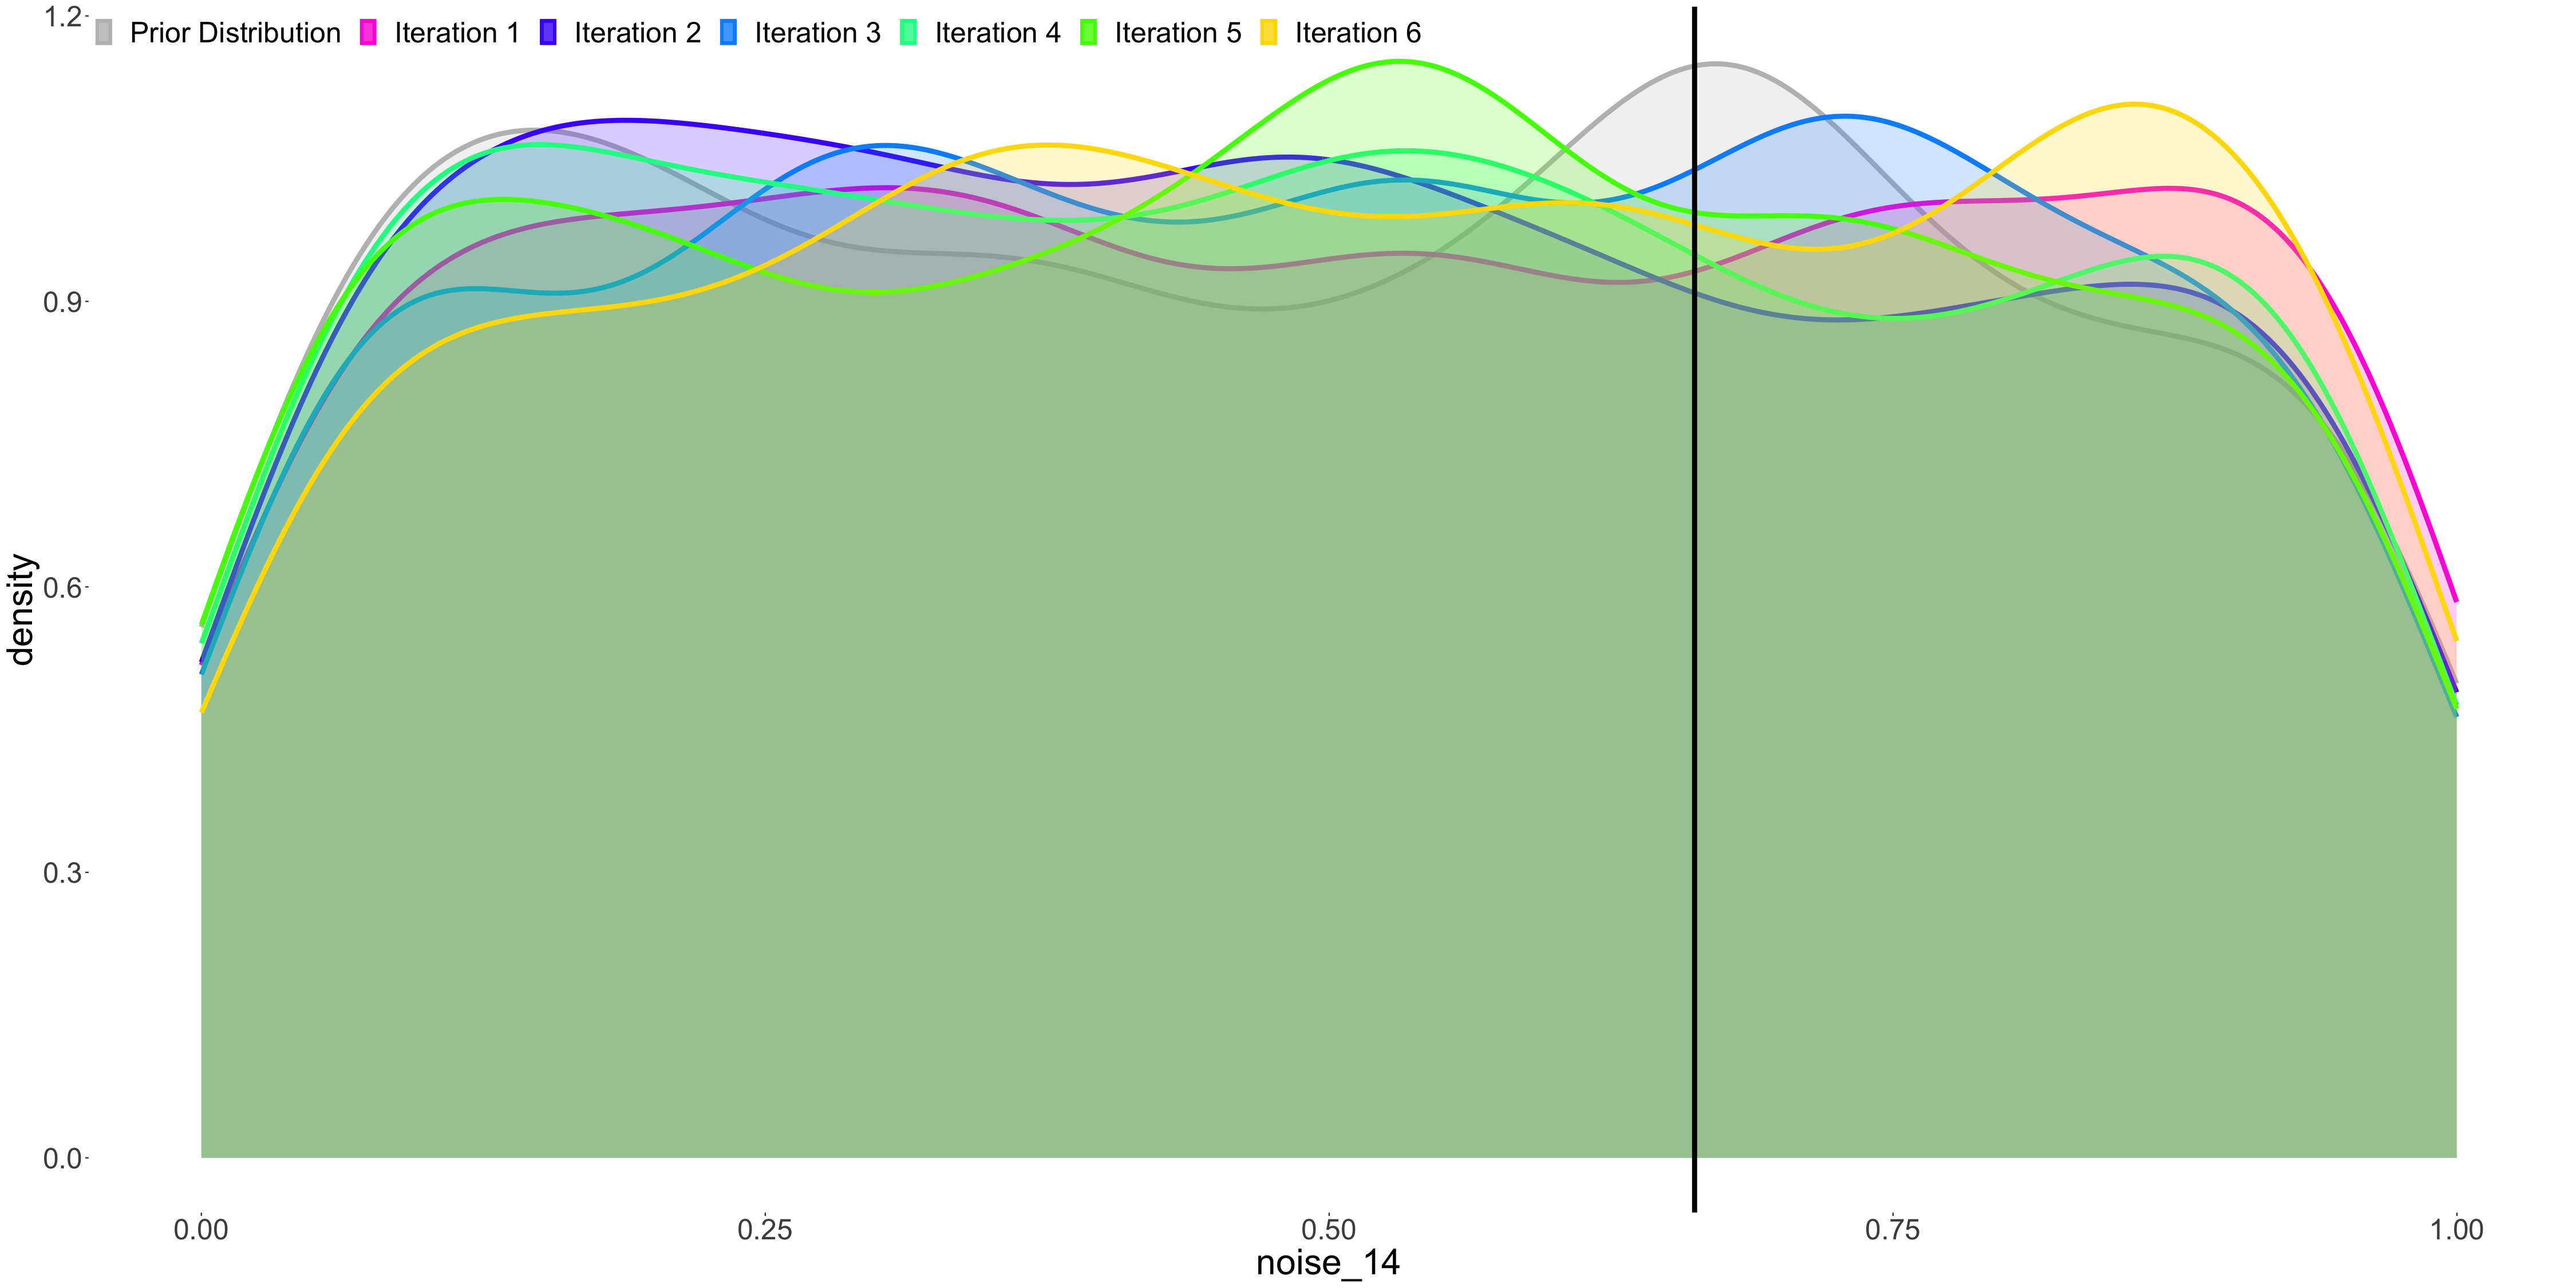 1.2
Prior Distribution Iteration 1 Iteration 2 Iteration 3 Iteration 4 Iteration 5 Iteration 6
0.9
0.6
0.3
0.0
density
0.00 0.25 0.50 0.75 1.00
noise_14